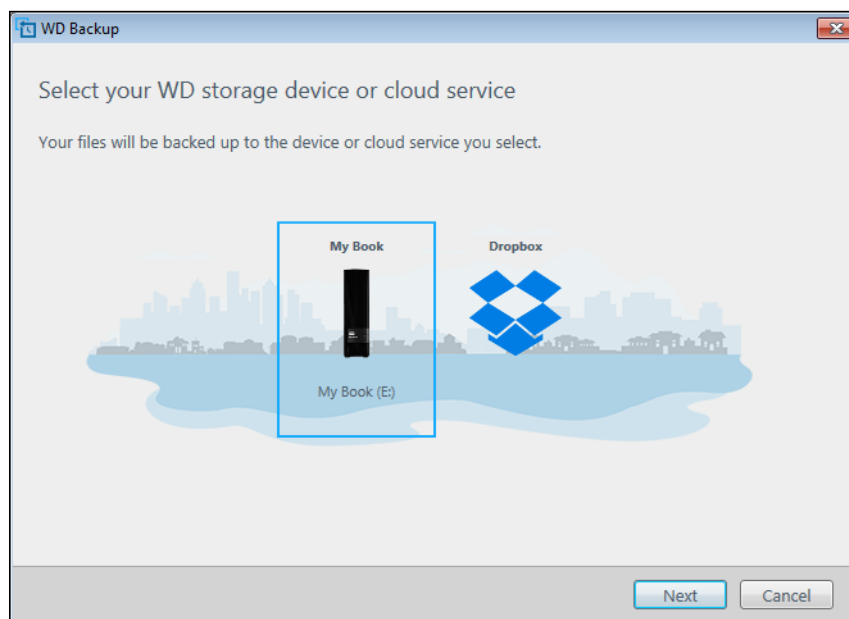 WD Backup
Select your WD storage device or cloud service
Your files will be backed up to the device or cloud service you select.
My Book
Dropbox
My Book (E:)
Next
Cancel